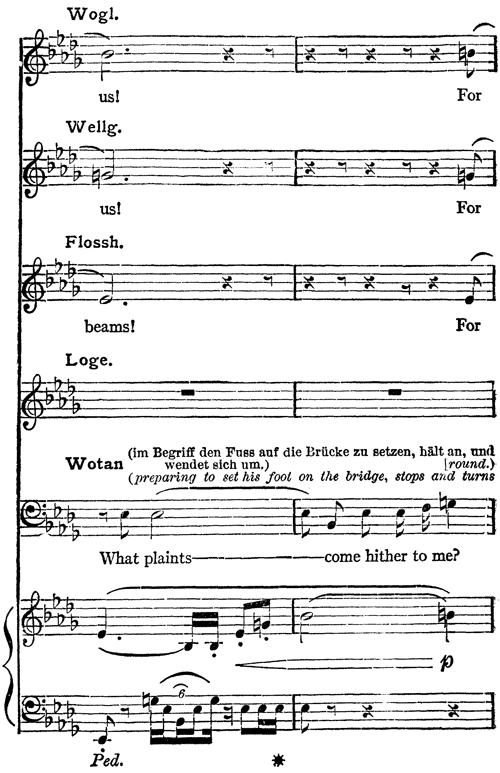 Wogl.
us! For
Wellg.
us! For
Flossh.
beams! For
Loge.
Wotan
(im Begriff den Fuss auf die Brücke zu setzen, hält an, und
wendet sich um.) [round.)
(preparing to set his foot on the bridge, stops and turns
What plaints come hither to me?
6
p
Ped. *